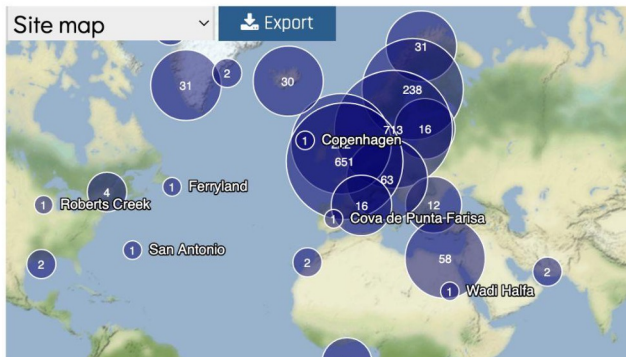 Site map
Export
31
31
2
30
238
713
16
1
Copenhagen
651
63
4
1
Ferryland
1
Roberts Creek
16
12
1
Cova de Punta Farisa
1
San Antonio
2
2
58
2
1
Wadi Halfa